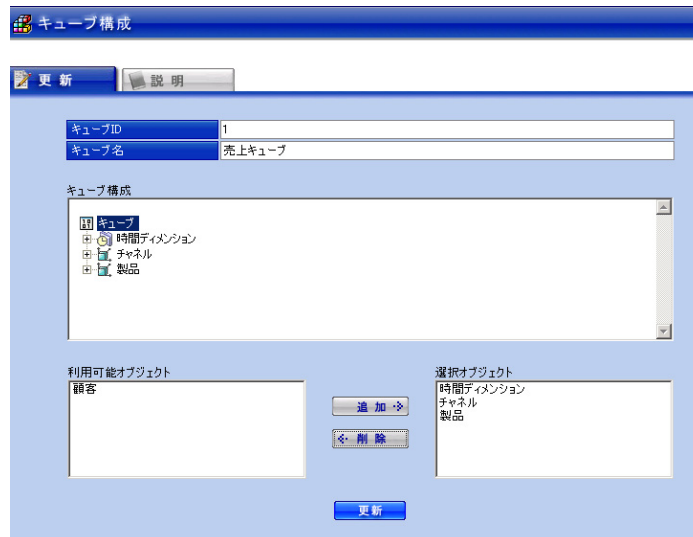 キューブ構成
更 新
説 明
キューブID 1
キューブ名 売上キューブ
キューブ構成
キューブ
時間ディメンション
チャネル
製品
利用可能オブジェクト
顧客
追 加
削 除
選択オブジェクト
時間ディメンション
チャネル
製品
更新